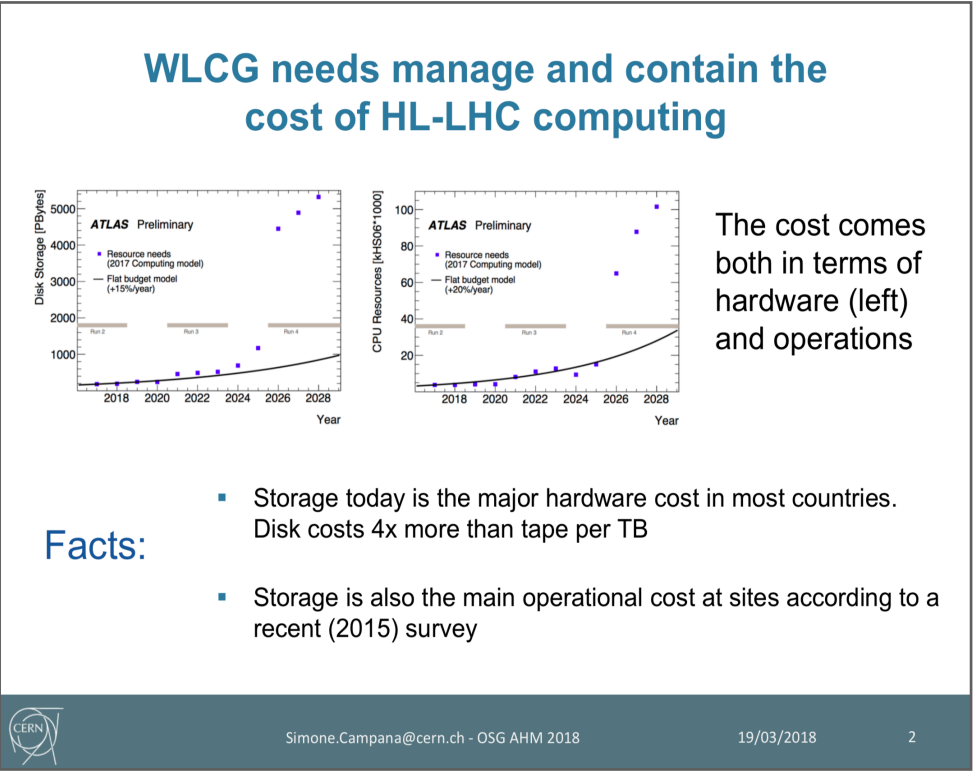 WLCG needs manage and contain the
cost of HL-LHC computing
Disk Storage [PBytes]
5000
4000
3000
2000
1000
ATLAS Preliminary
Resource needs
(2017 Computing model)
Flat budget model
(+15%/year)
Run 2
Run 3
Run 4
2018 2020 2022 2024 2026 2028
Year
CPU Resources [kHS06*1000]
100
80
60
40
20
ATLAS Preliminary
Resource needs
(2017 Computing model)
Flat budget model
(+20%/year)
Run 2
Run 3
Run 4
2018 2020 2022 2024 2026 2028
Year
The cost comes
both in terms of
hardware (left)
and operations
Facts:
▪ Storage today is the major hardware cost in most countries.
Disk costs 4x more than tape per TB
▪ Storage is also the main operational cost at sites according to a
recent (2015) survey
CERN
Simone.Campana@cern.ch - OSG AHM 2018
19/03/2018
2